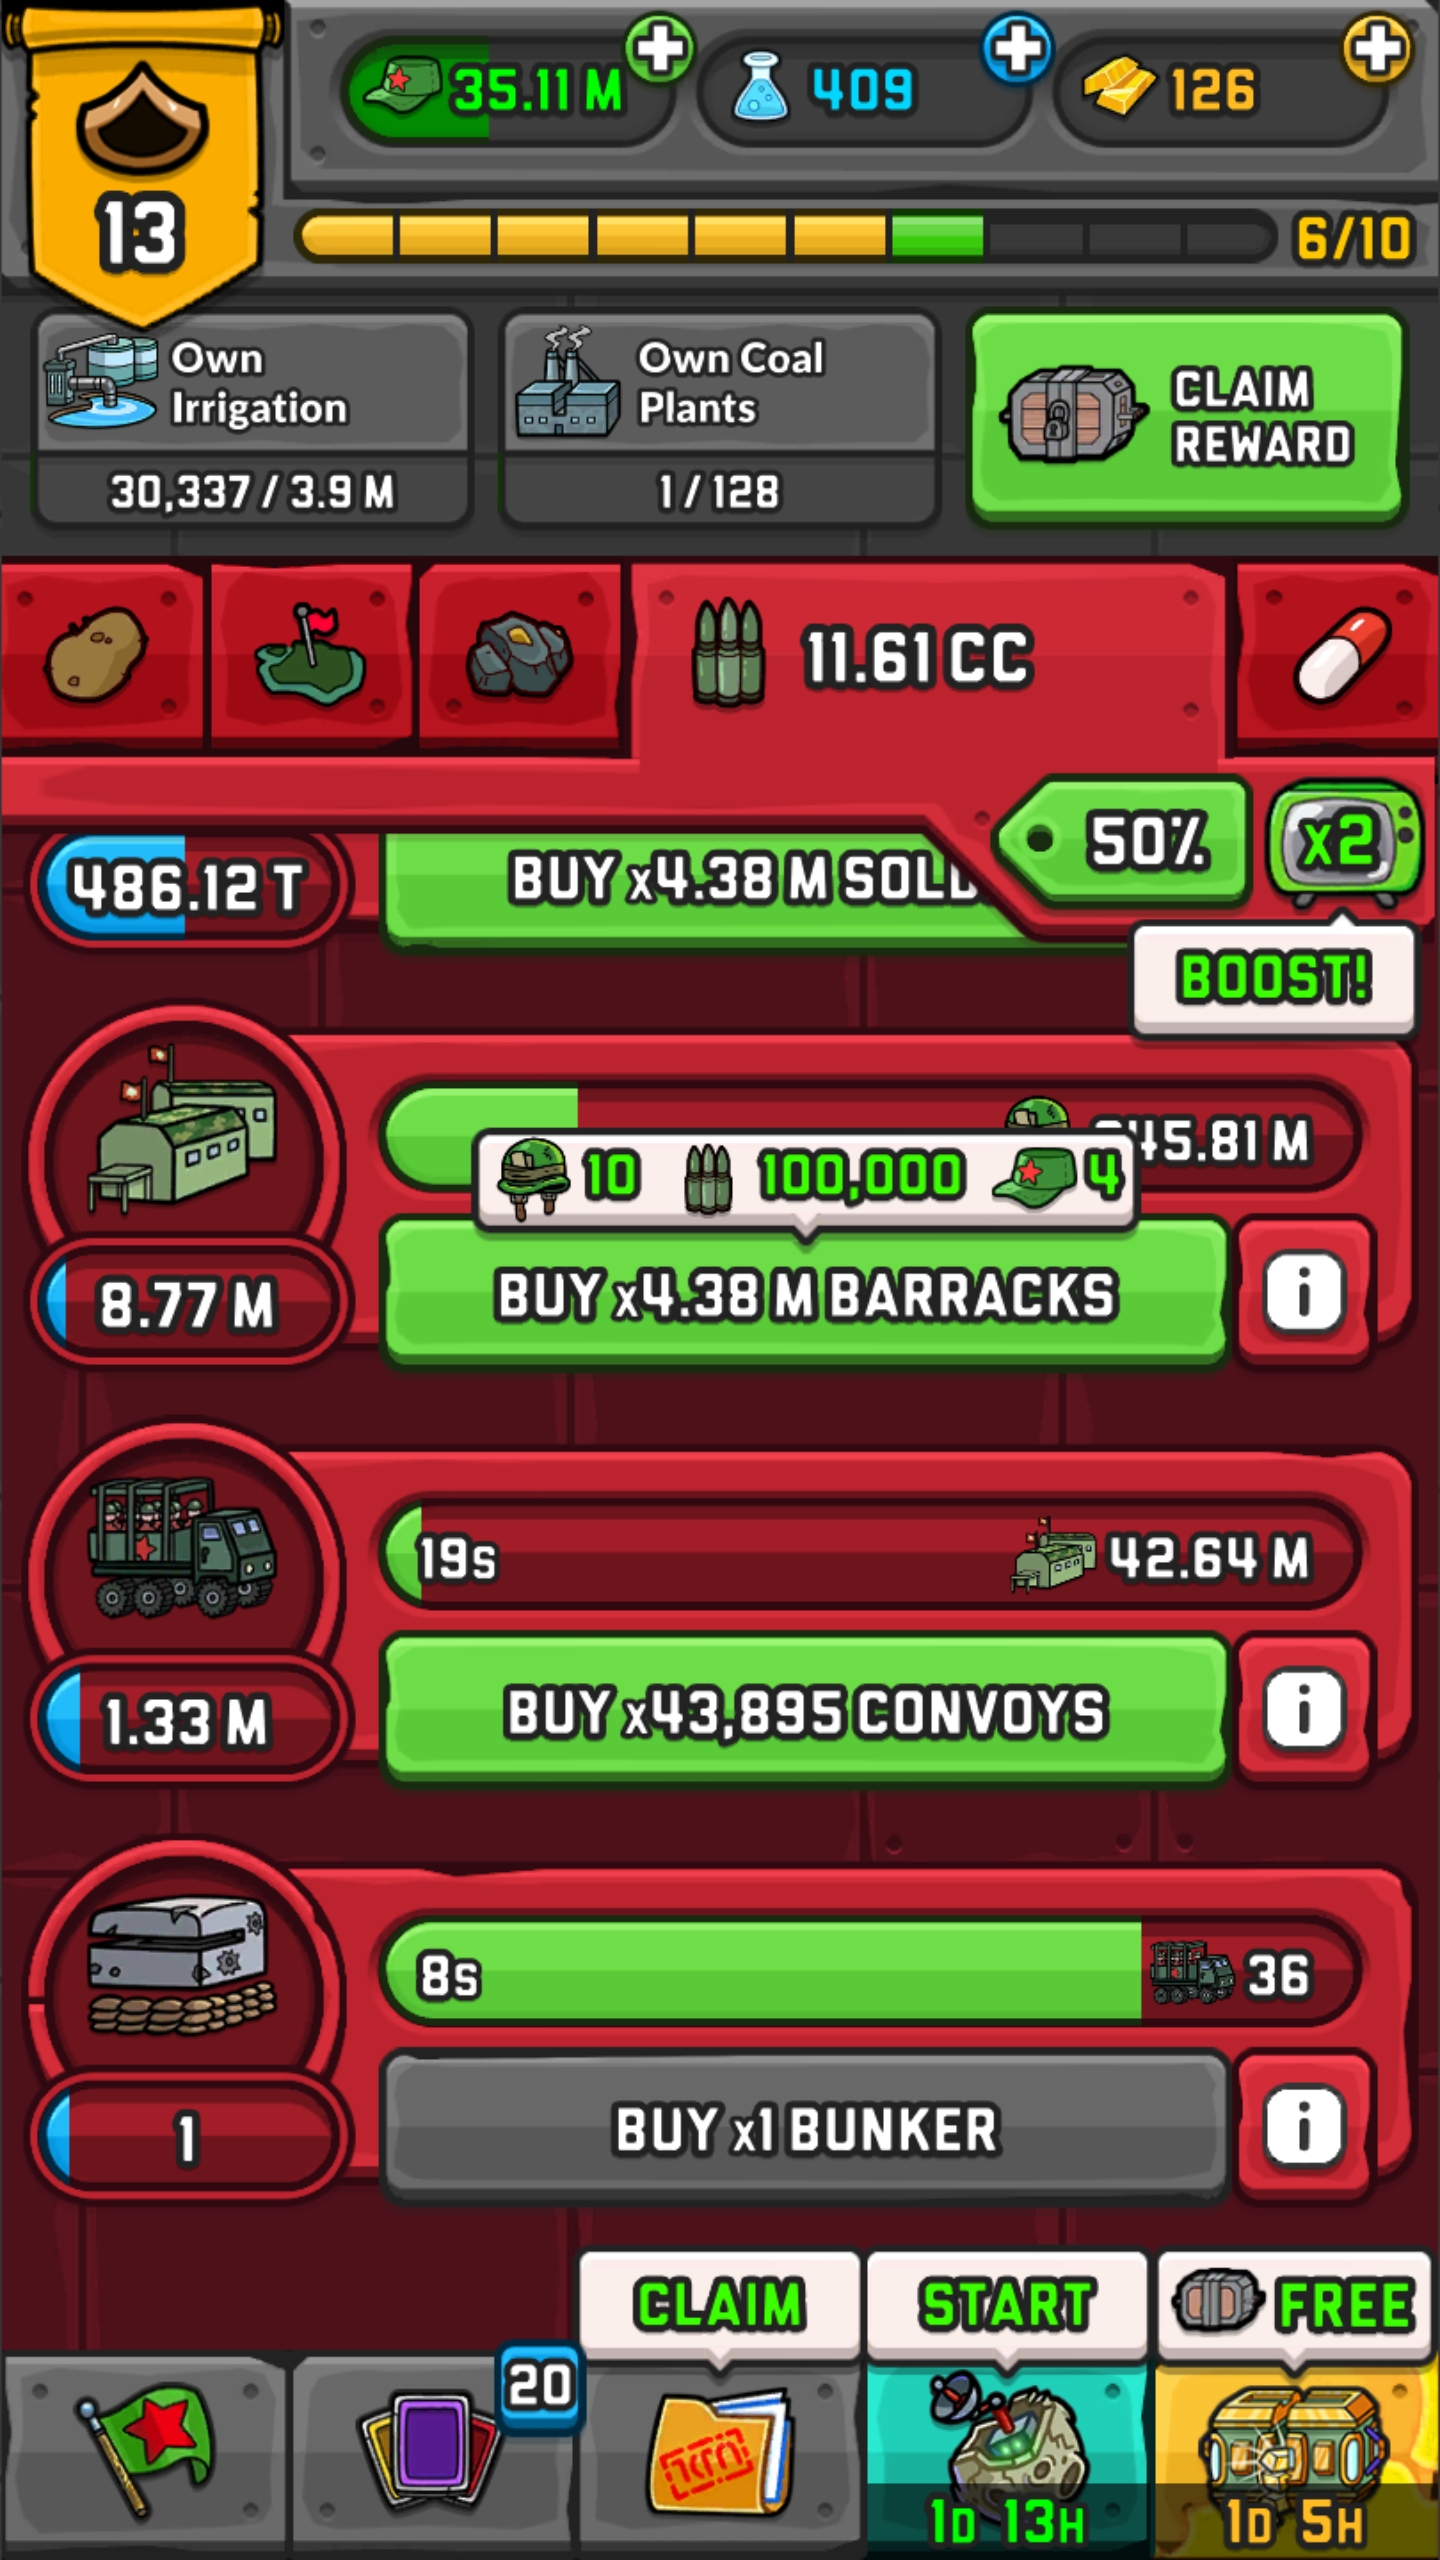 35.11 M
409
126
13
6/10
Own
Irrigation
30,337 / 3.9 M
Own Coal
Plants
1 / 128
CLAIM
REWARD
11.61 CC
50%
x2
BOOST!
486.12 T
BUY x4.38 M
45.81 M
10
100,000
4
8.77 M
BUY x4.38 M BARRACKS
i
19s
42.64 M
1.33 M
BUY x43,895 CONVOYS
i
8s
36
1
BUY x1 BUNKER
i
CLAIM
START
FREE
20
1D 13H
1D 5H